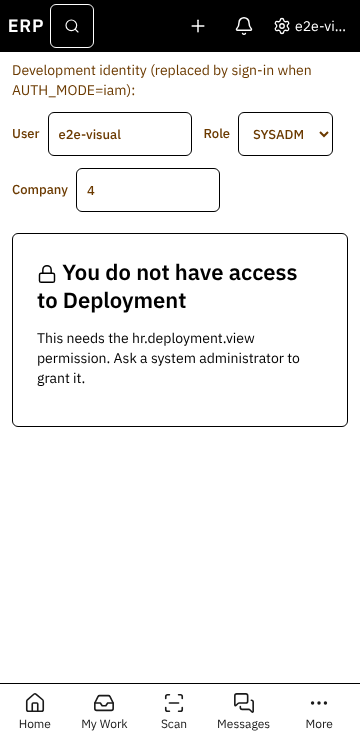 ERP
e2e-vi...
Development identity (replaced by sign-in when
AUTH_MODE=iam):
User e2e-visual Role SYSADM
Company 4
You do not have access
to Deployment
This needs the hr.deployment.view
permission. Ask a system administrator to
grant it.
Home My Work Scan Messages More